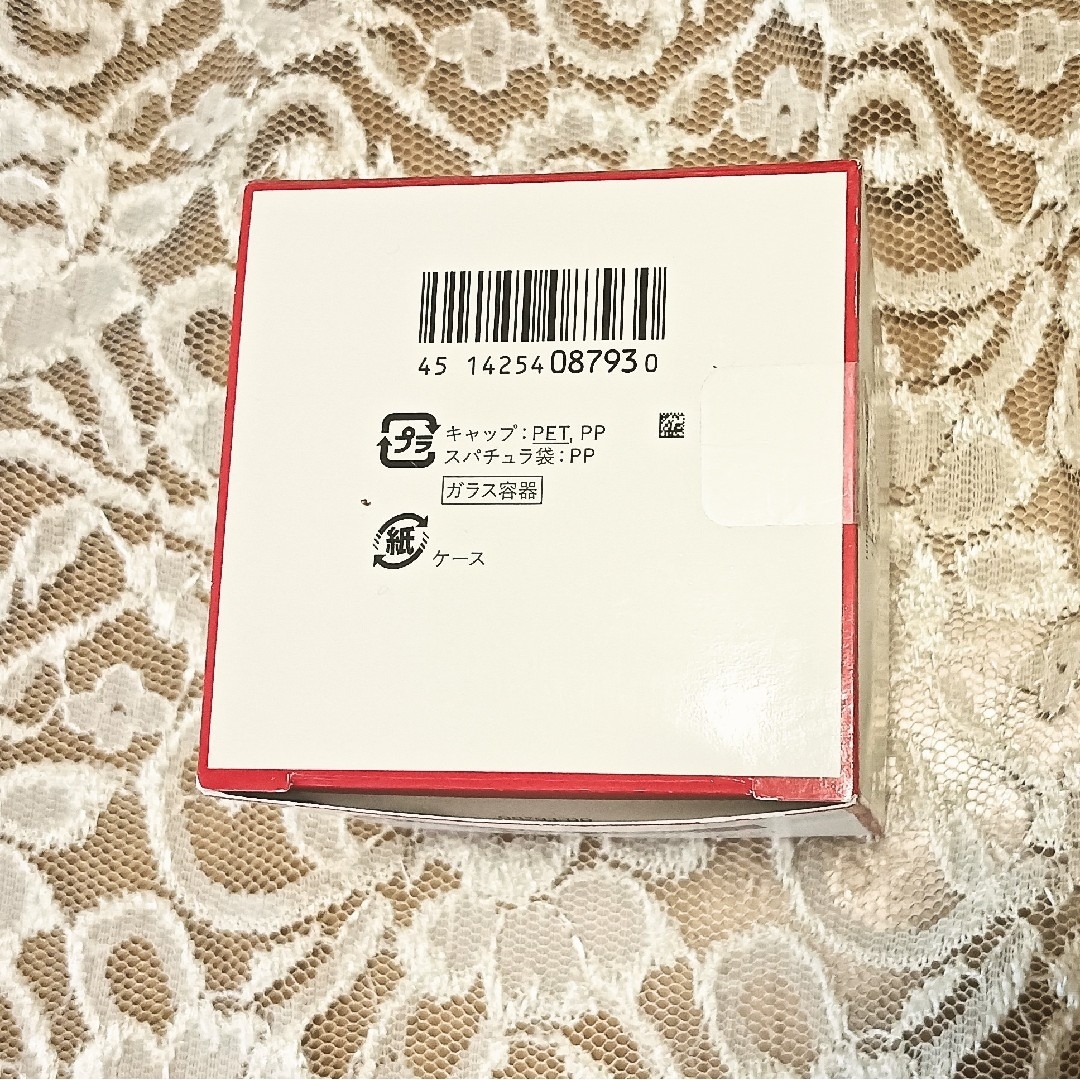 45 14254 08793 0
プラ キャップ：PET, PP
スパチュラ袋：PP
ガラス容器
紙 ケース